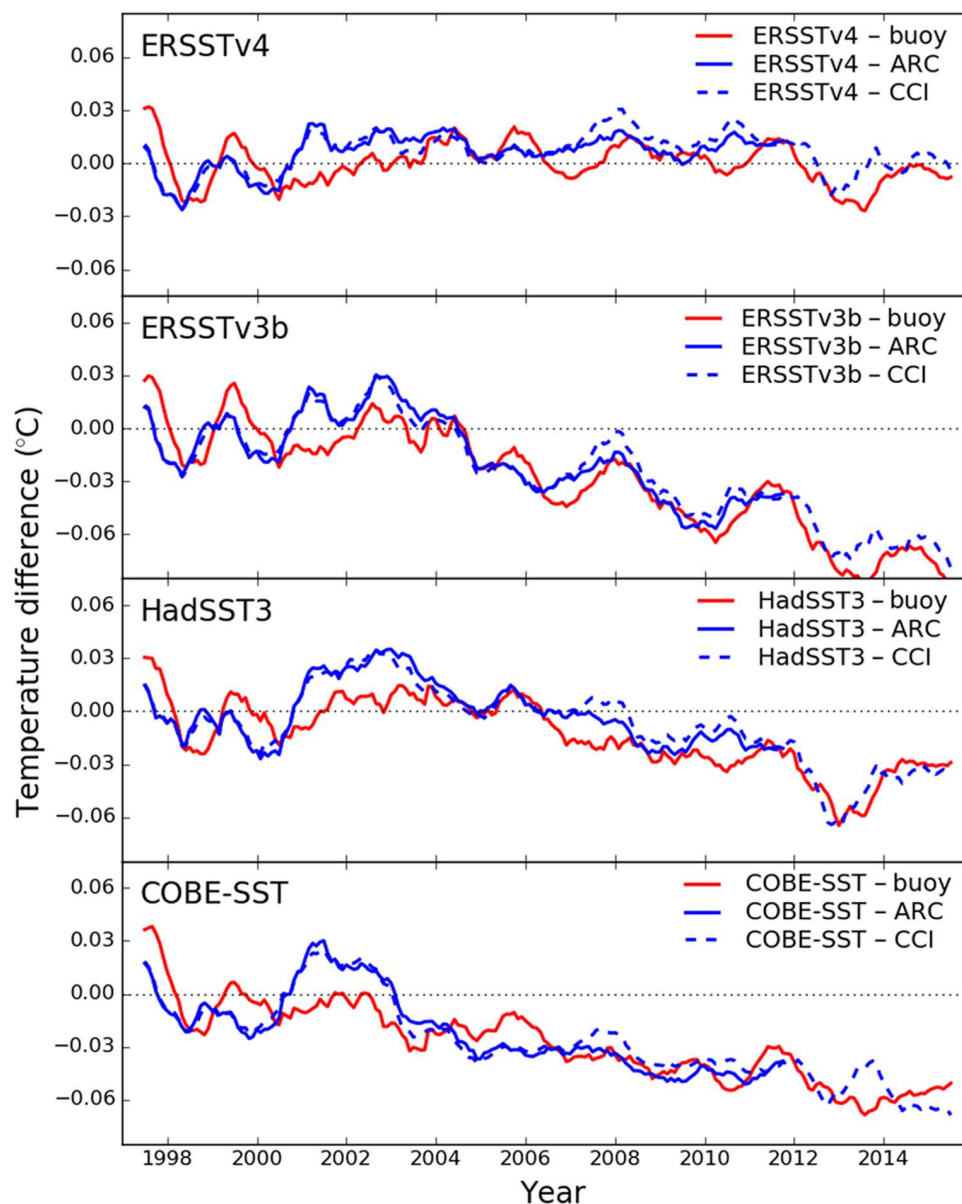 Temperature difference (°C)
ERSSTv4
ERSSTv4 – buoy
ERSSTv4 – ARC
ERSSTv4 – CCI
0.06
0.03
0.00
−0.03
−0.06
ERSSTv3b
ERSSTv3b – buoy
ERSSTv3b – ARC
ERSSTv3b – CCI
0.06
0.03
0.00
−0.03
−0.06
HadSST3
HadSST3 – buoy
HadSST3 – ARC
HadSST3 – CCI
0.06
0.03
0.00
−0.03
−0.06
COBE-SST
COBE-SST – buoy
COBE-SST – ARC
COBE-SST – CCI
0.06
0.03
0.00
−0.03
−0.06
1998 2000 2002 2004 2006 2008 2010 2012 2014
Year